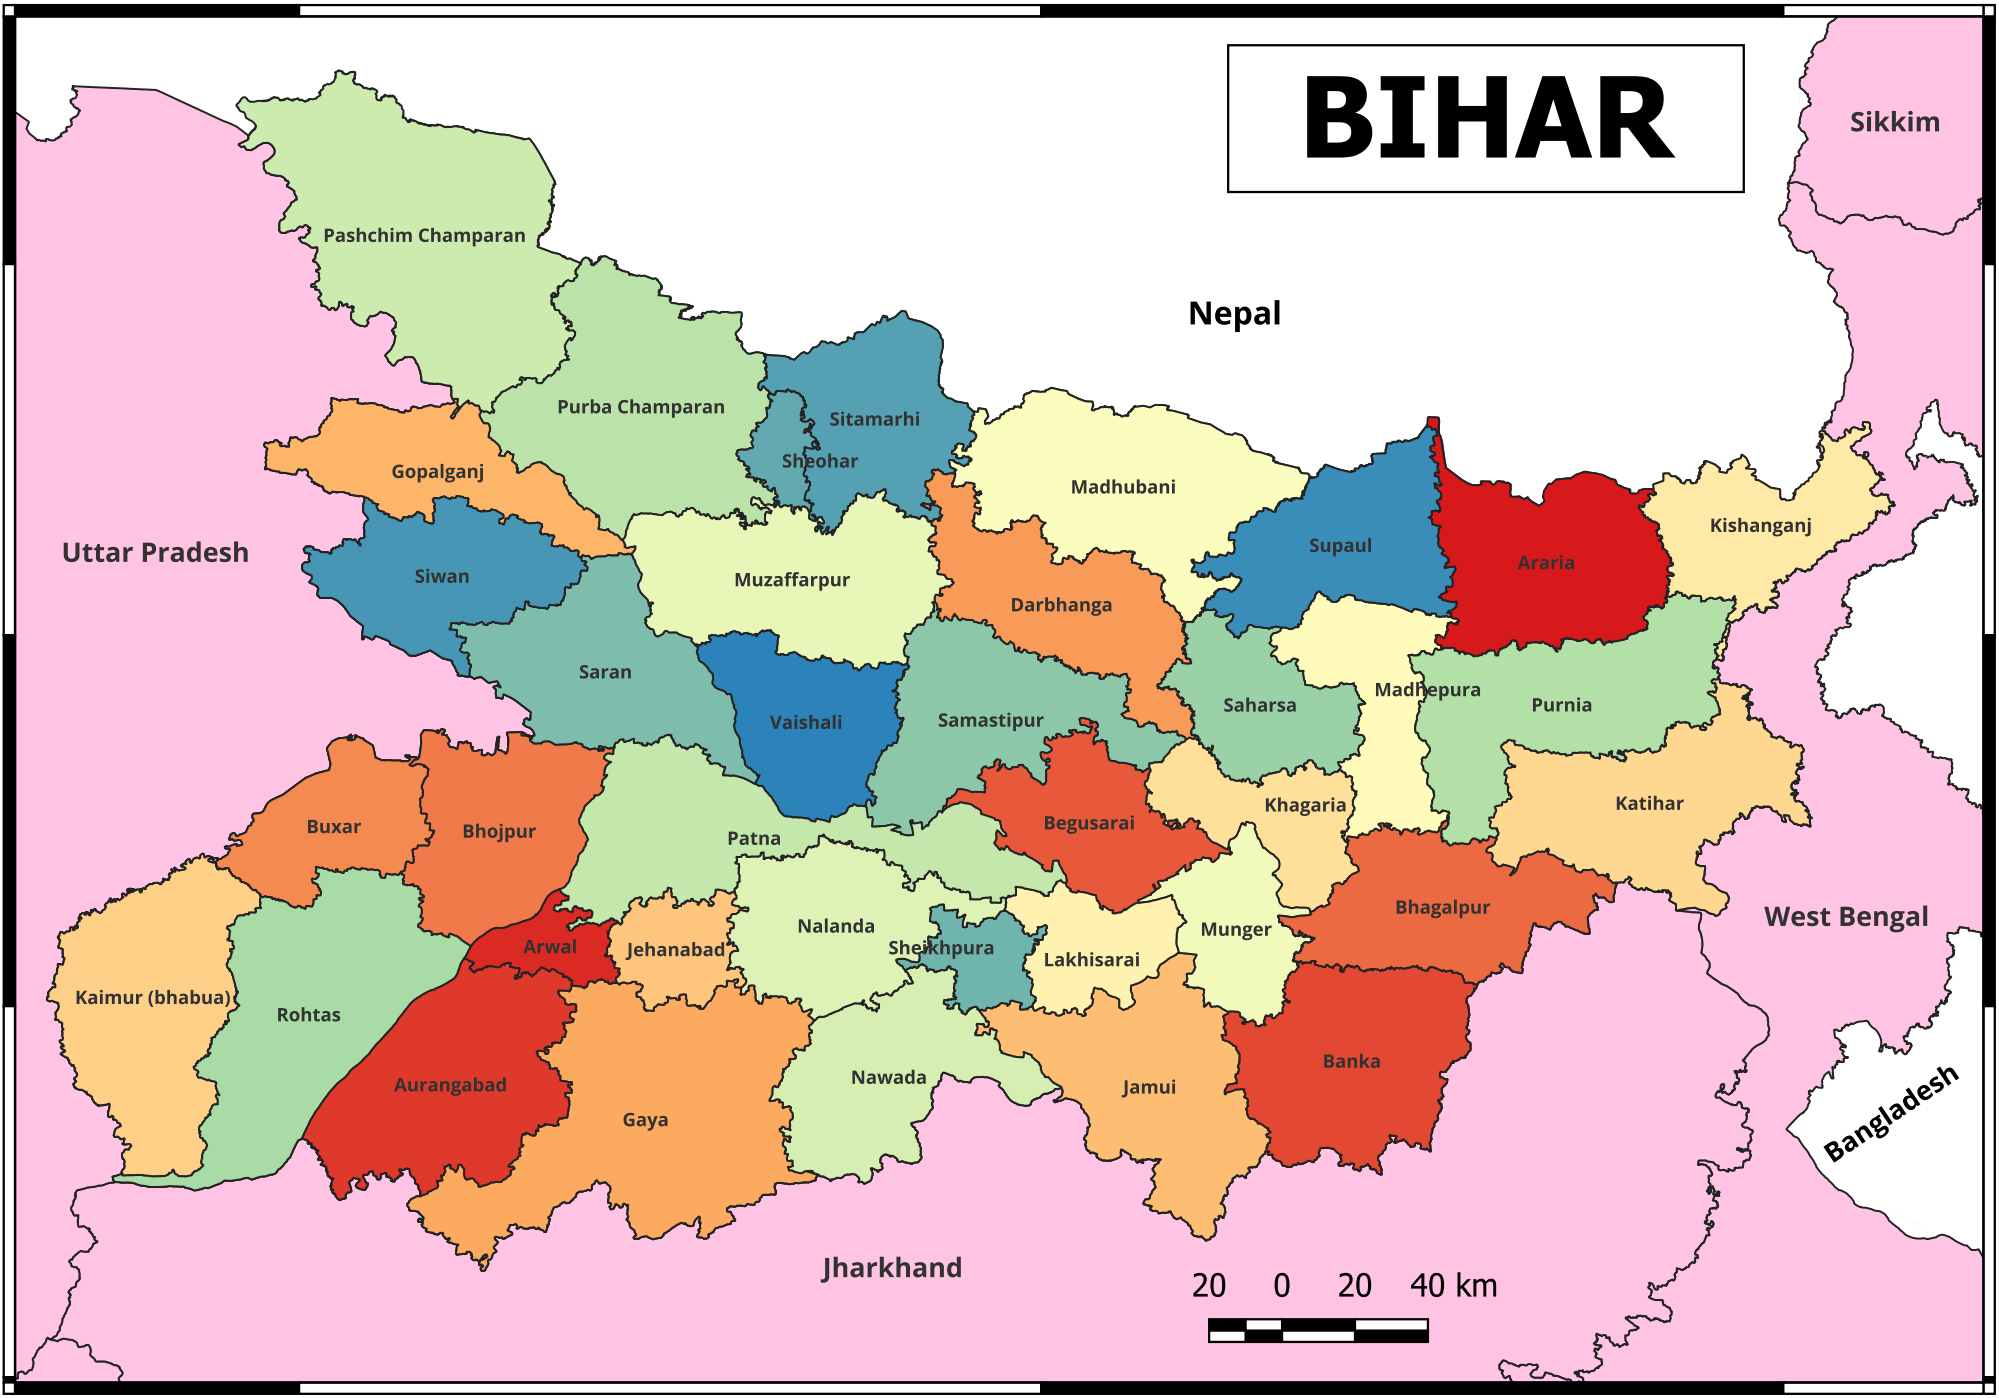 BIHAR
Sikkim
Pashchim Champaran
Nepal
Purba Champaran
Sitamarhi
Sheohar
Gopalganj
Madhubani
Kishanganj
Uttar Pradesh
Supaul
Araria
Siwan
Muzaffarpur
Darbhanga
Saran
Madhepura
Saharsa
Purnia
Vaishali
Samastipur
Khagaria
Katihar
Buxar
Bhojpur
Patna
Begusarai
Bhagalpur
West Bengal
Nalanda
Munger
Arwal
Jehanabad
Sheikhpura
Lakhisarai
Kaimur (bhabua)
Rohtas
Banka
Aurangabad
Nawada
Jamui
Gaya
Bangladesh
Jharkhand
20 0 20 40 km